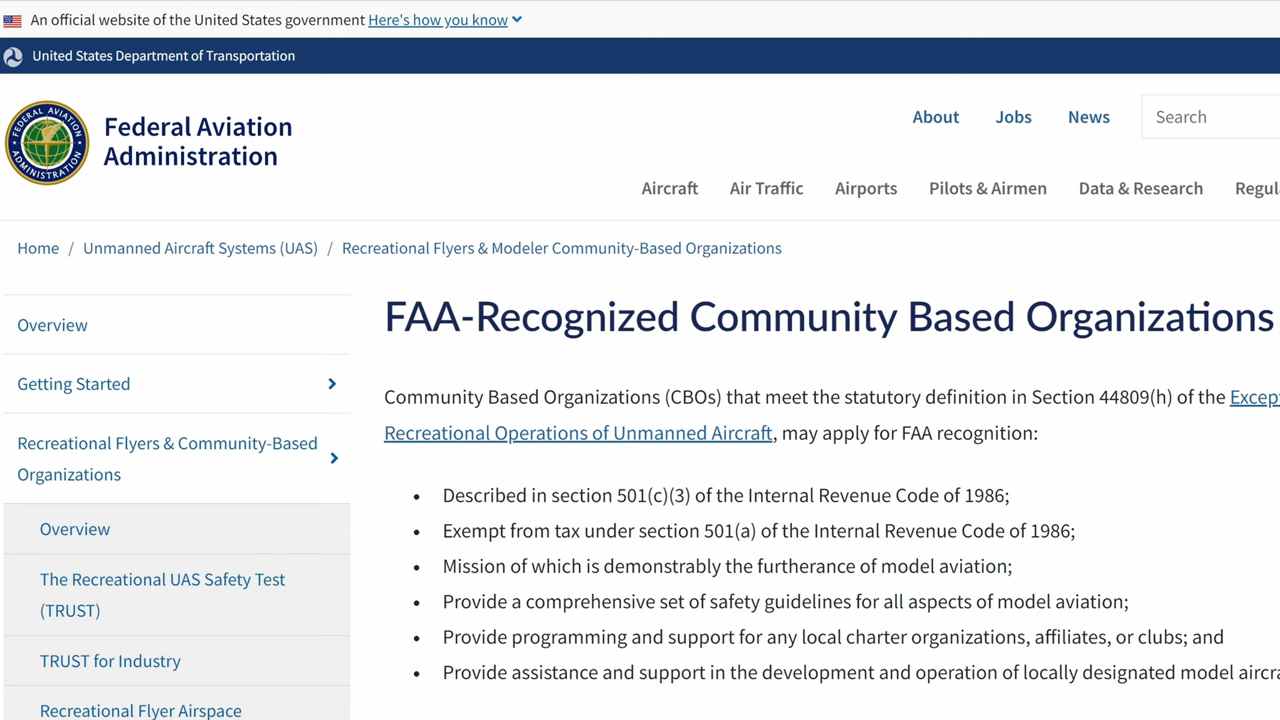 An official website of the United States government Here's how you know
United States Department of Transportation
FEDERAL AVIATION ADMINISTRATION
Federal Aviation
Administration
About Jobs News Search
Aircraft Air Traffic Airports Pilots & Airmen Data & Research
Home / Unmanned Aircraft Systems (UAS) / Recreational Flyers & Modeler Community-Based Organizations
Overview
Getting Started
Recreational Flyers & Community-Based
Organizations
Overview
The Recreational UAS Safety Test
(TRUST)
TRUST for Industry
Recreational Flyer Airspace
FAA-Recognized Community Based Organizations
Community Based Organizations (CBOs) that meet the statutory definition in Section 44809(h) of the
Recreational Operations of Unmanned Aircraft, may apply for FAA recognition:
• Described in section 501(c)(3) of the Internal Revenue Code of 1986;
• Exempt from tax under section 501(a) of the Internal Revenue Code of 1986;
• Mission of which is demonstrably the furtherance of model aviation;
• Provide a comprehensive set of safety guidelines for all aspects of model aviation;
• Provide programming and support for any local charter organizations, affiliates, or clubs; and
• Provide assistance and support in the development and operation of locally designated model